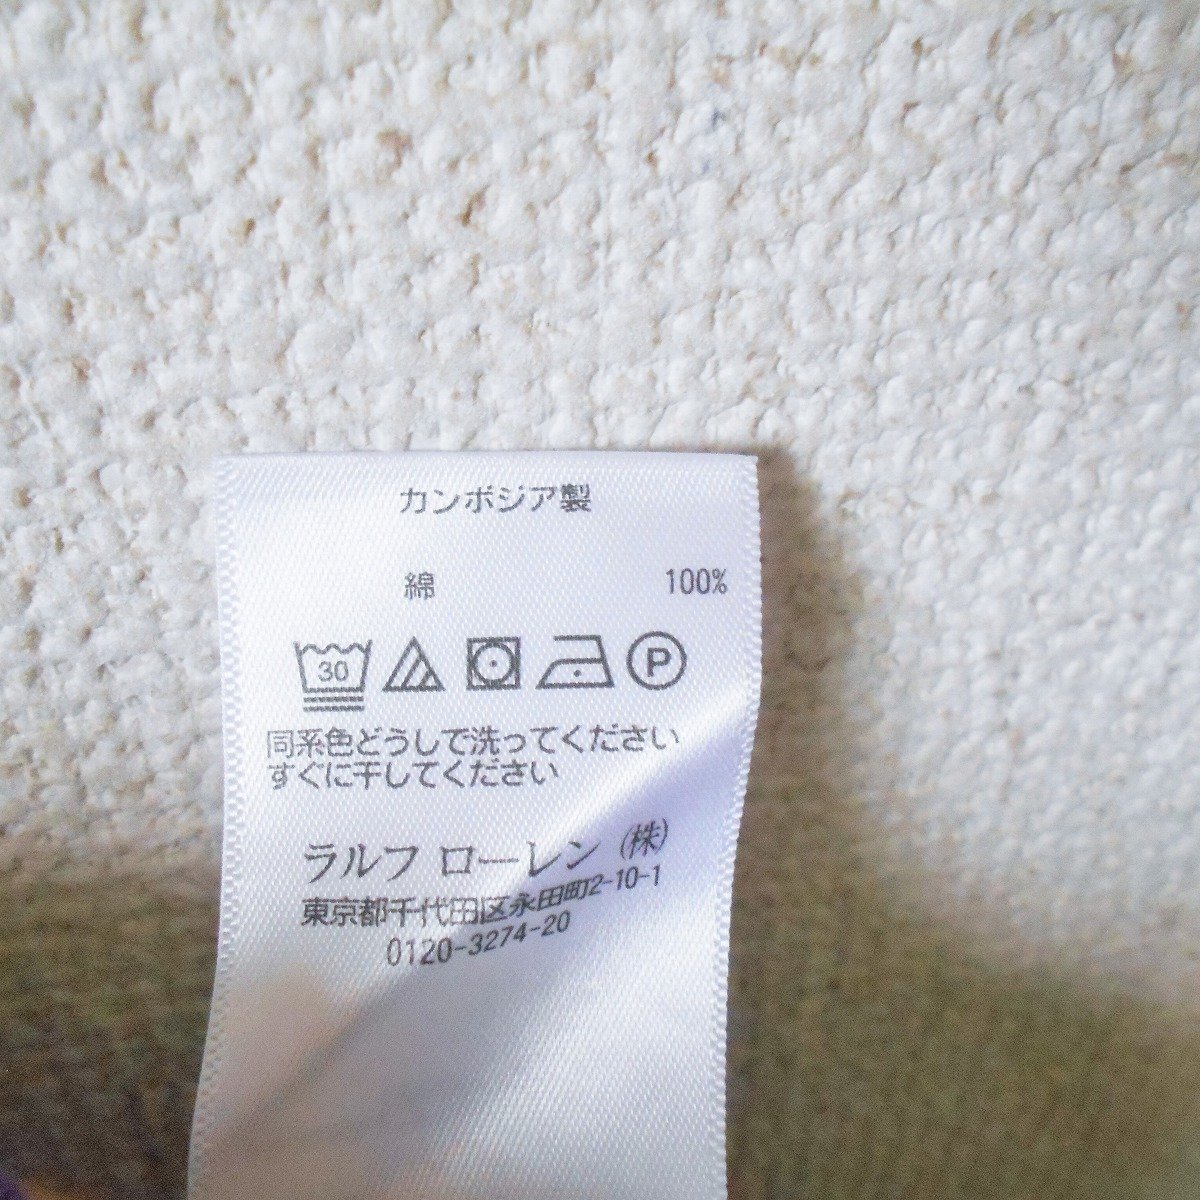 カンボジア製
綿 100%
30 P
同系色どうしで洗ってください
すぐに干してください
ラルフ ローレン (株)
東京都千代田区永田町2-10-1
0120-3274-20